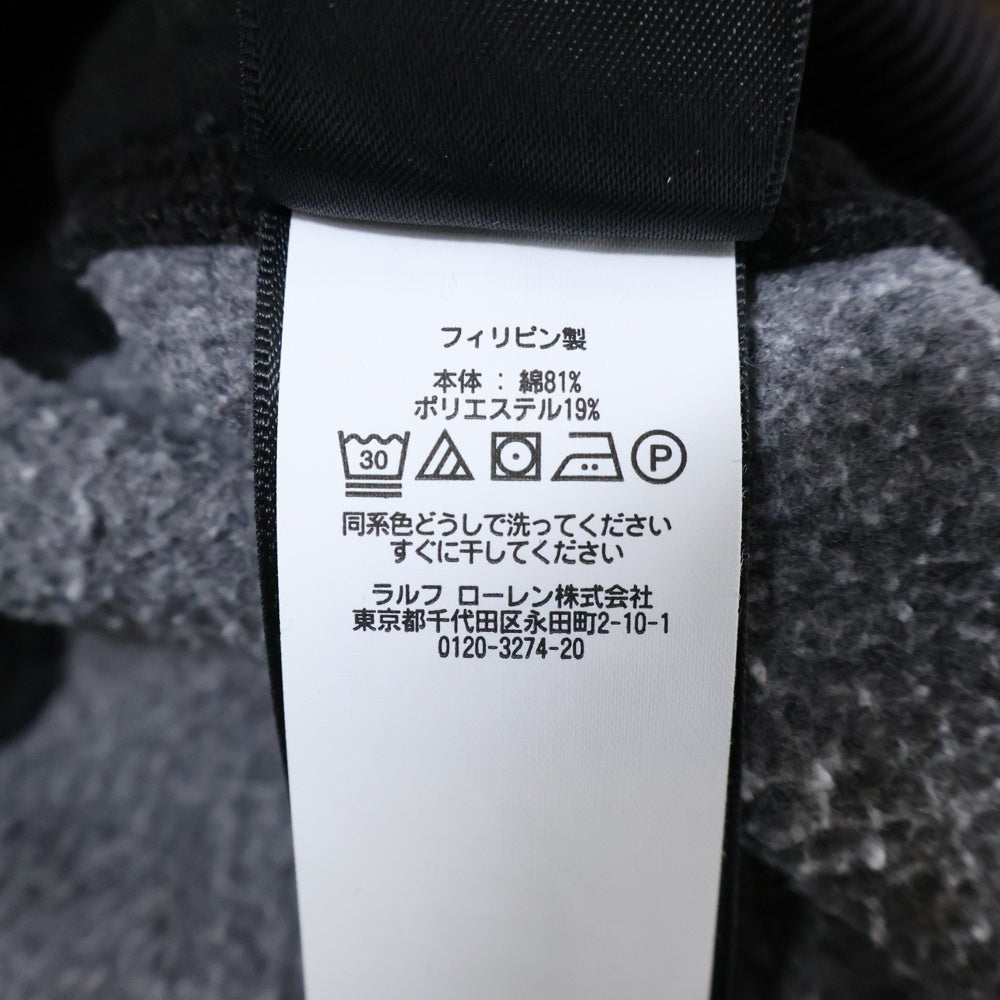 フィリピン製
本体 : 綿81%
ポリエステル19%
30 P
同系色どうしで洗ってください
すぐに干してください
ラルフ ローレン株式会社
東京都千代田区永田町2-10-1
0120-3274-20